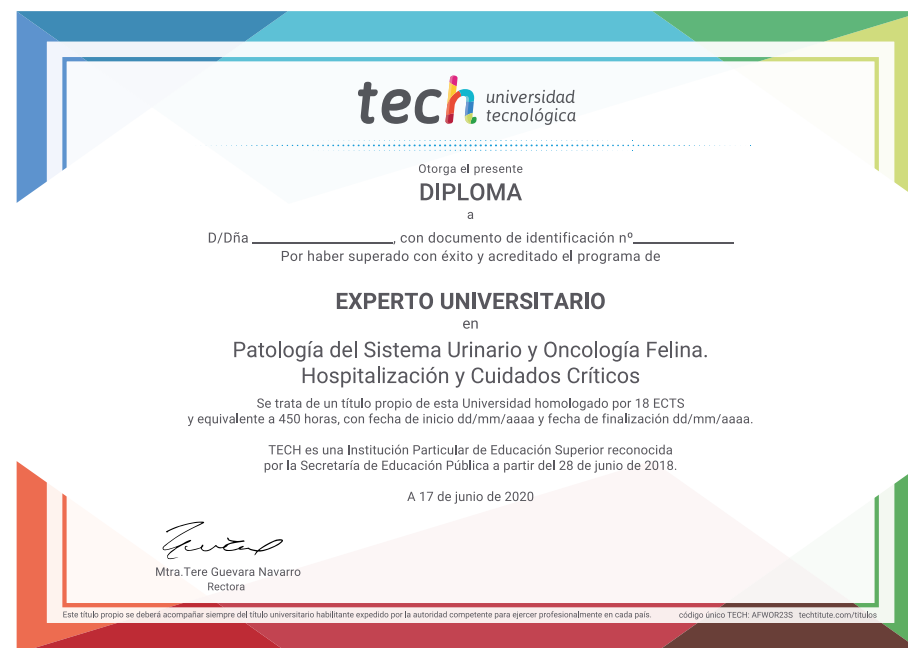 tech universidad
tecnológica
Otorga el presente
DIPLOMA
a
D/Dña ________________, con documento de identificación nº____________
Por haber superado con éxito y acreditado el programa de
EXPERTO UNIVERSITARIO
en
Patología del Sistema Urinario y Oncología Felina.
Hospitalización y Cuidados Críticos
Se trata de un título propio de esta Universidad homologado por 18 ECTS
y equivalente a 450 horas, con fecha de inicio dd/mm/aaaa y fecha de finalización dd/mm/aaaa.
TECH es una Institución Particular de Educación Superior reconocida
por la Secretaría de Educación Pública a partir del 28 de junio de 2018.
A 17 de junio de 2020
Mtra.Tere Guevara Navarro
Rectora
Este título propio se deberá acompañar siempre del título universitario habilitante expedido por la autoridad competente para ejercer profesionalmente en cada país. código único TECH: AFWOR23S techtitute.com/títulos